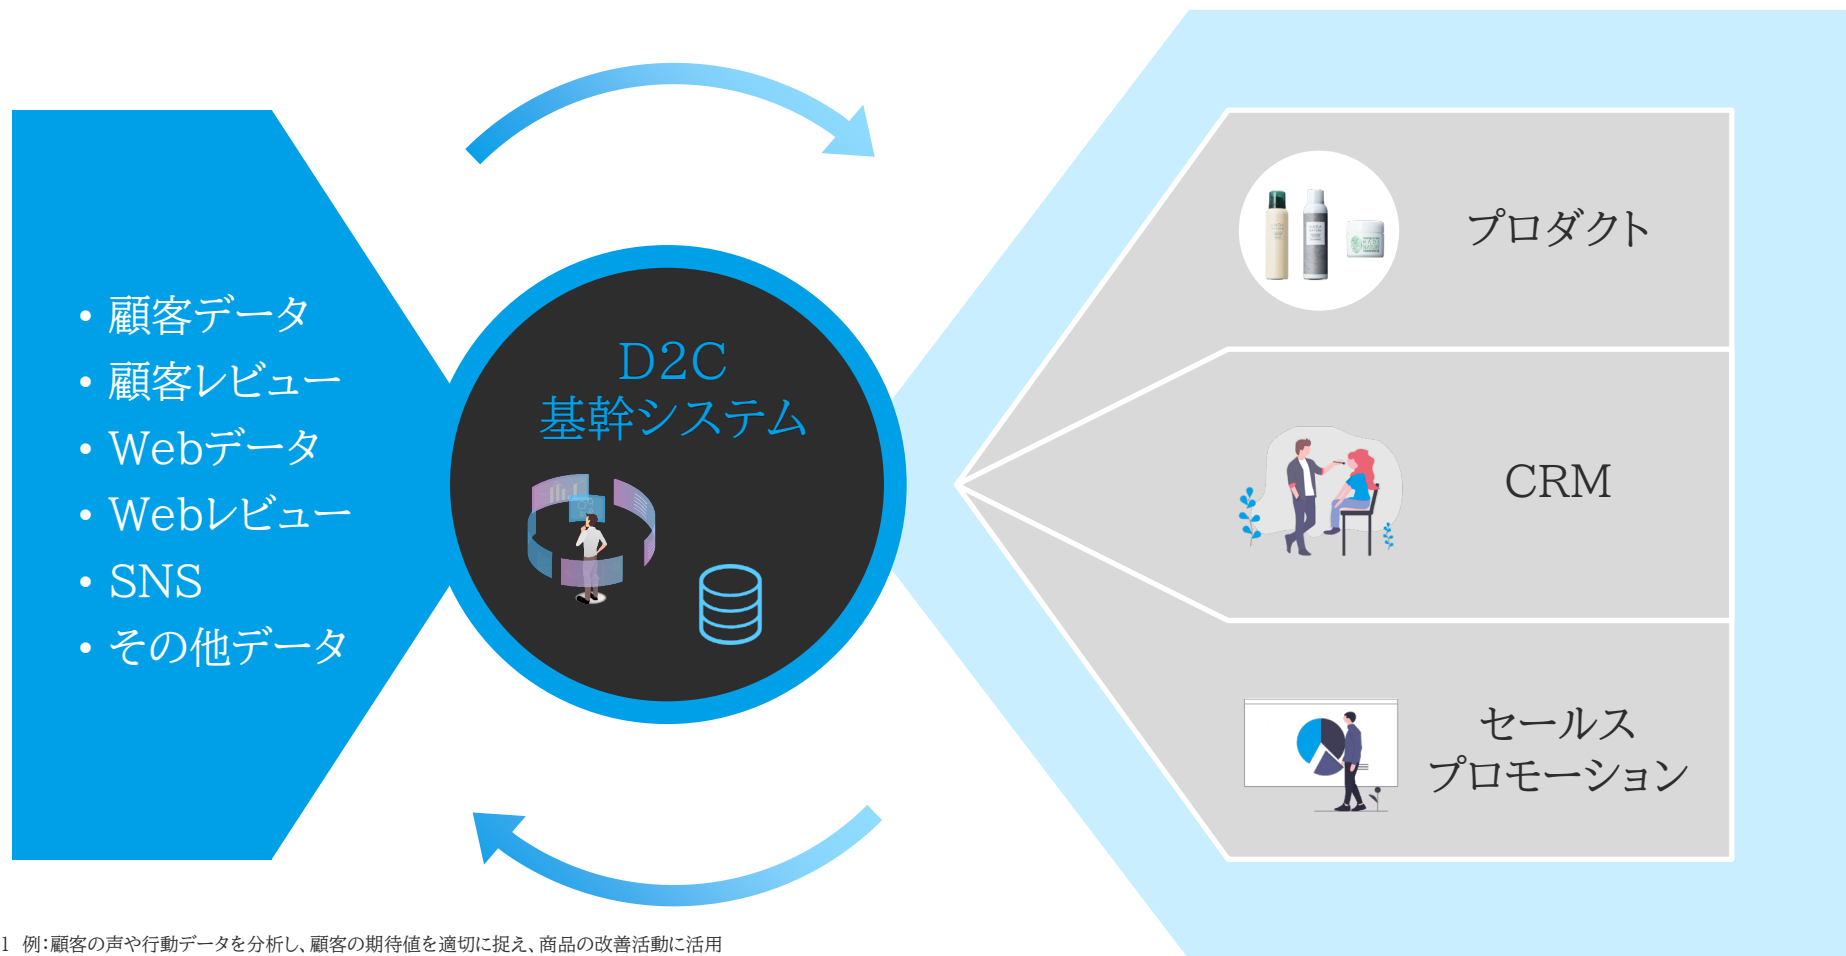 • 顧客データ
• 顧客レビュー
• Webデータ
• Webレビュー
• SNS
• その他データ
D2C
基幹システム
プロダクト
CRM
セールス
プロモーション
1 例：顧客の声や行動データを分析し、顧客の期待値を適切に捉え、商品の改善活動に活用